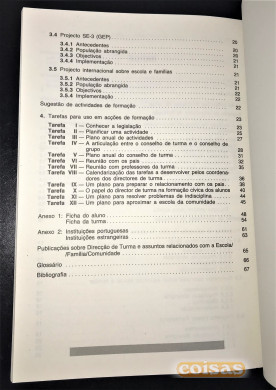 3.4 Projecto SE-3 (GEP) 20
3.4.1 Antecedentes 20
3.4.2 População abrangida 20
3.4.3 Objectivos 21
3.4.4 Implementação 21
3.5 Projecto internacional sobre escola e famílias 21
3.5.1 Antecedentes 21
3.5.2 População abrangida 21
3.5.3 Objectivos 21
3.5.4 Implementação 22
Sugestão de actividades de formação 22
4. Tarefas para uso em acções de formação 23
Tarefa I — Conhecer a legislação 23
Tarefa II — Planificar uma actividade 25
Tarefa III — Plano anual de actividades 27
Tarefa IV — A articulação entre o conselho de turma e o conselho de grupo
Tarefa V — Plano anual do conselho de turma 31
Tarefa VI — Reunião com os pais 32
Tarefa VII — Reunião com professores da turma 35
Tarefa VIII — Calendarização das tarefas a desenvolver pelos coordenadores dos directores de turma 36
Tarefa IX — Um plano para preparar o relacionamento com os pais 38
Tarefa X — O papel do director de turma na formação cívica dos alunos 40
Tarefa XI — Um plano para resolver problemas de indisciplina
Tarefa XII — Um plano para aproximar a escola da comunidade 45
Anexo 1: Ficha do aluno 48
Ficha da turma 54
Anexo 2: Instituições portuguesas 61
Instituições estrangeiras 63
Publicações sobre Direcção de Turma e assuntos relacionados com a Escola/
/Família/Comunidade 65
Glossário 66
Bibliografia 67
coisas